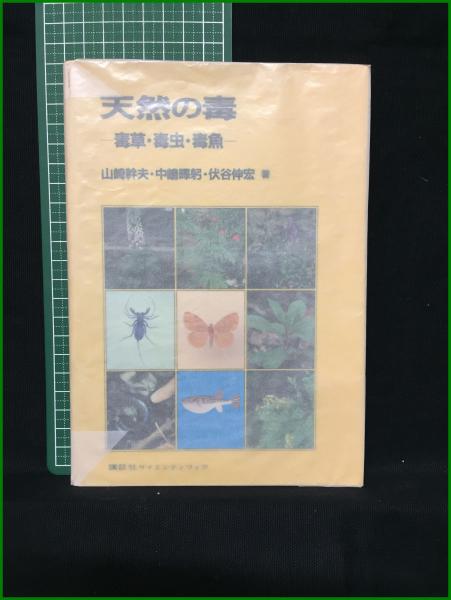 天然の毒
—毒草・毒虫・毒魚—
山崎幹夫・中嶋暉躬・伏谷伸宏 著
講談社サイエンティフィク